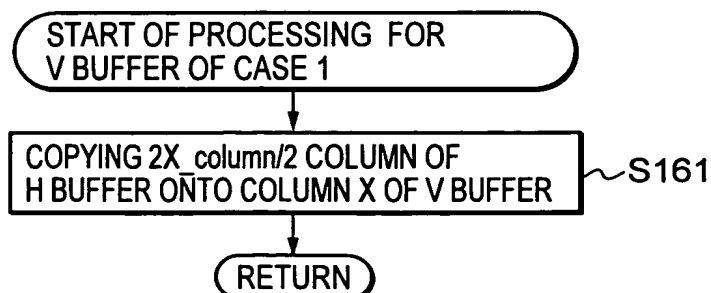 START OF PROCESSING FOR
V BUFFER OF CASE 1
COPYING 2X_column/2 COLUMN OF
H BUFFER ONTO COLUMN X OF V BUFFER
S161
RETURN